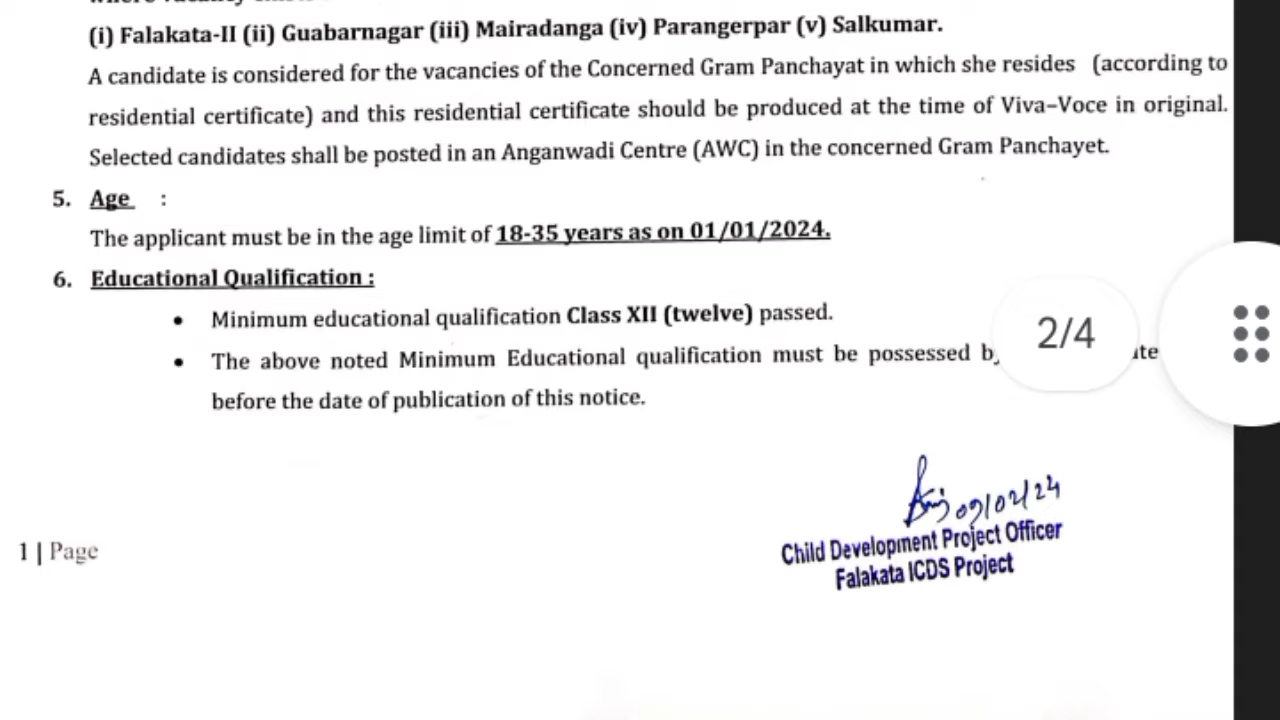 (i) Falakata-II (ii) Guabarnagar (iii) Mairadanga (iv) Parangerpar (v) Salkumar.
A candidate is considered for the vacancies of the Concerned Gram Panchayat in which she resides (according to
residential certificate) and this residential certificate should be produced at the time of Viva-Voce in original.
Selected candidates shall be posted in an Anganwadi Centre (AWC) in the concerned Gram Panchayet.
5. Age :
The applicant must be in the age limit of 18-35 years as on 01/01/2024.
6. Educational Qualification :
• Minimum educational qualification Class XII (twelve) passed.
• The above noted Minimum Educational qualification must be possessed
before the date of publication of this notice.
2/4
09/02/24
Child Development Project Officer
Falakata ICDS Project
1 | Page